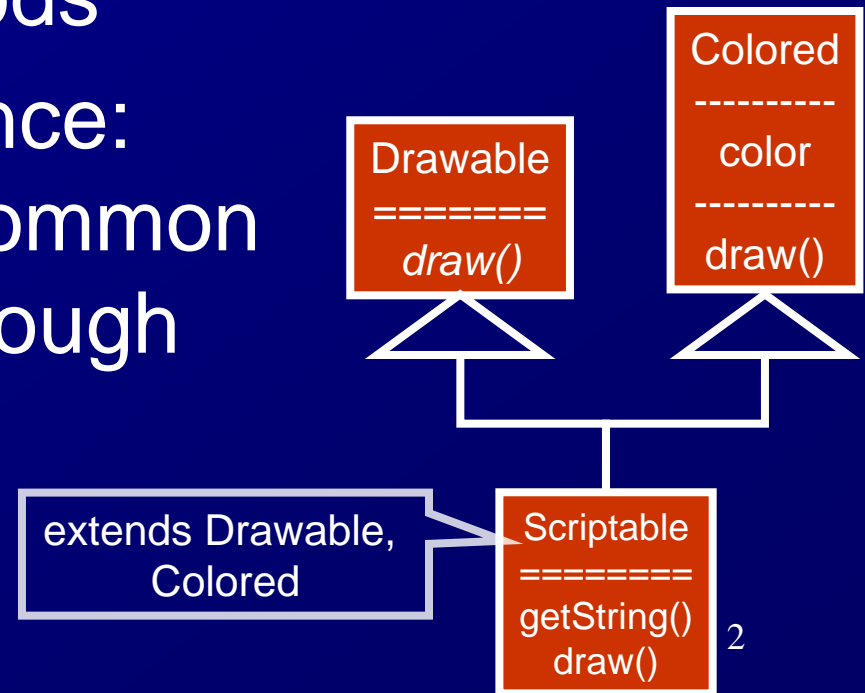 ods
nce:
ommon
ough
Drawable
=======
draw()
Colored
----------
color
----------
draw()
extends Drawable,
Colored
Scriptable
========
getString()
draw()
2